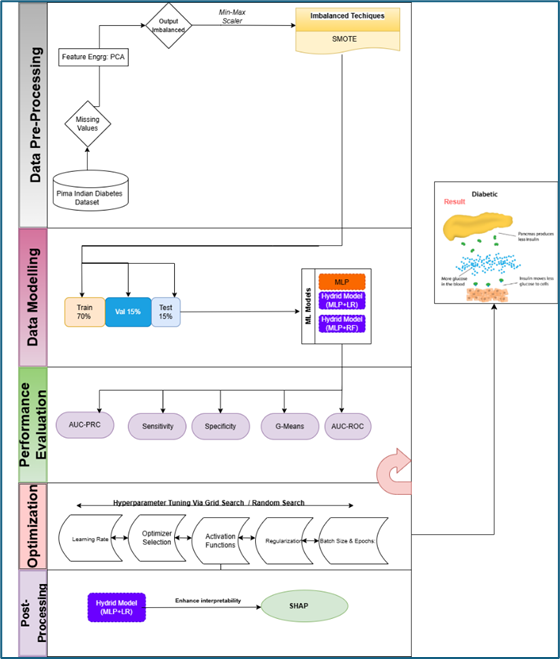 Data Pre-Processing
Output
Imbalanced
Min-Max
Scaler
Imbalanced Techiques
SMOTE
Feature Engrg: PCA
Missing
Values
Pima Indian Diabetes
Dataset
Data Modelling
Train
70%
Val 15%
Test
15%
ML Models
MLP
Hydrid Model
(MLP+LR)
Hydrid Model
(MLP+RF)
Performance
Evaluation
AUC-PRC
Sensitivity
Specificity
G-Means
AUC-ROC
Optimization
Hyperparameter Tuning Via Grid Search / Random Search
Learning Rate
Optimizer
Selection
Activation
Functions
Regularization
Batch Size & Epochs
Post-
Processing
Hydrid Model
(MLP+LR)
Enhance interpretability
SHAP
Diabetic
Result
Pancreas produces
less insulin
More glucose
in the blood
Insulin moves less
glucose to cells